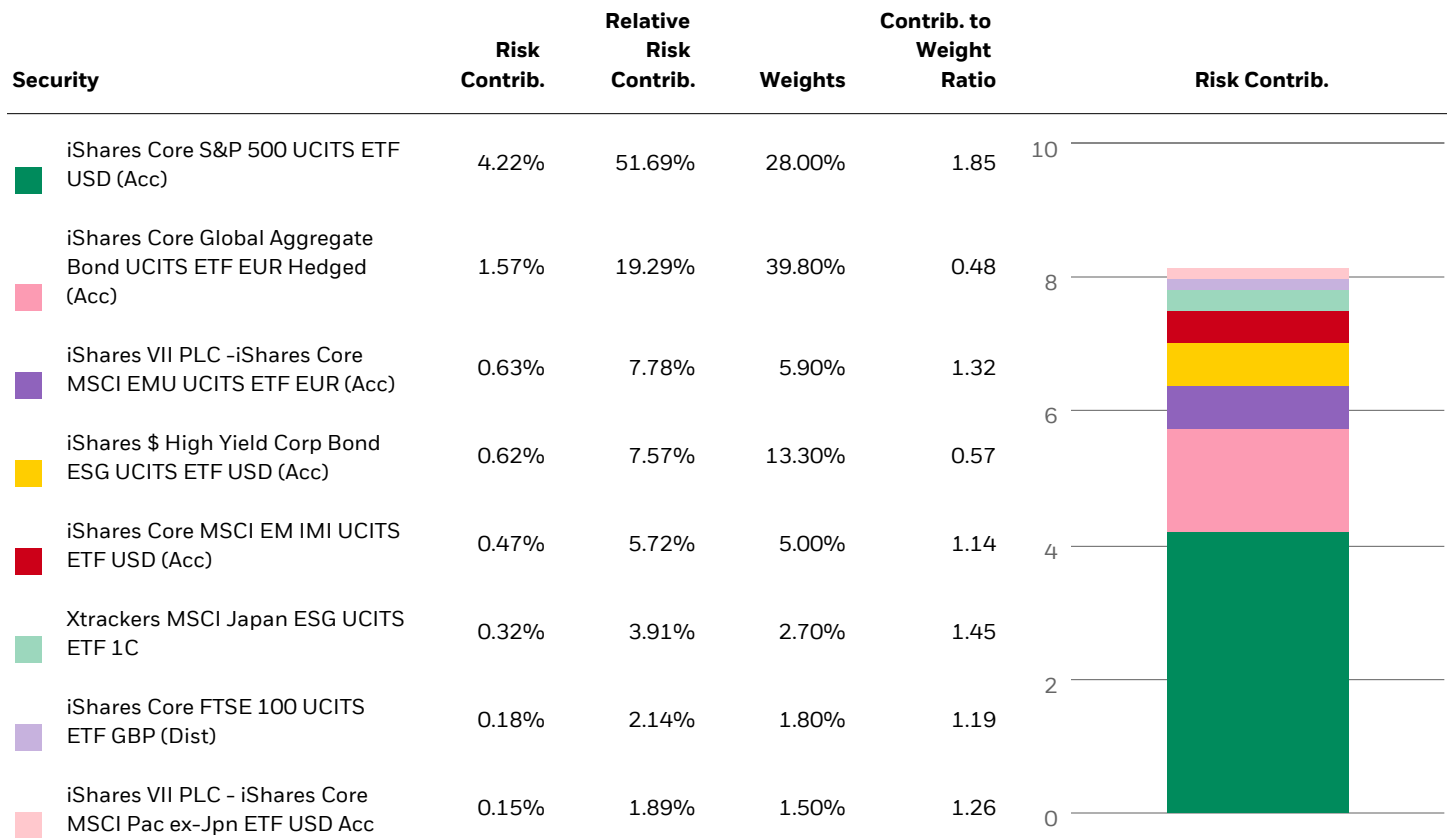 Security
Risk
Contrib.
Relative
Risk
Contrib.
Weights
Contrib. to
Weight
Ratio
Risk Contrib.
iShares Core S&P 500 UCITS ETF
USD (Acc)
4.22% 51.69% 28.00% 1.85
iShares Core Global Aggregate
Bond UCITS ETF EUR Hedged
(Acc)
1.57% 19.29% 39.80% 0.48
iShares VII PLC -iShares Core
MSCI EMU UCITS ETF EUR (Acc)
0.63% 7.78% 5.90% 1.32
iShares $ High Yield Corp Bond
ESG UCITS ETF USD (Acc)
0.62% 7.57% 13.30% 0.57
iShares Core MSCI EM IMI UCITS
ETF USD (Acc)
0.47% 5.72% 5.00% 1.14
Xtrackers MSCI Japan ESG UCITS
ETF 1C
0.32% 3.91% 2.70% 1.45
iShares Core FTSE 100 UCITS
ETF GBP (Dist)
0.18% 2.14% 1.80% 1.19
iShares VII PLC - iShares Core
MSCI Pac ex-Jpn ETF USD Acc
0.15% 1.89% 1.50% 1.26
10
8
6
4
2
0